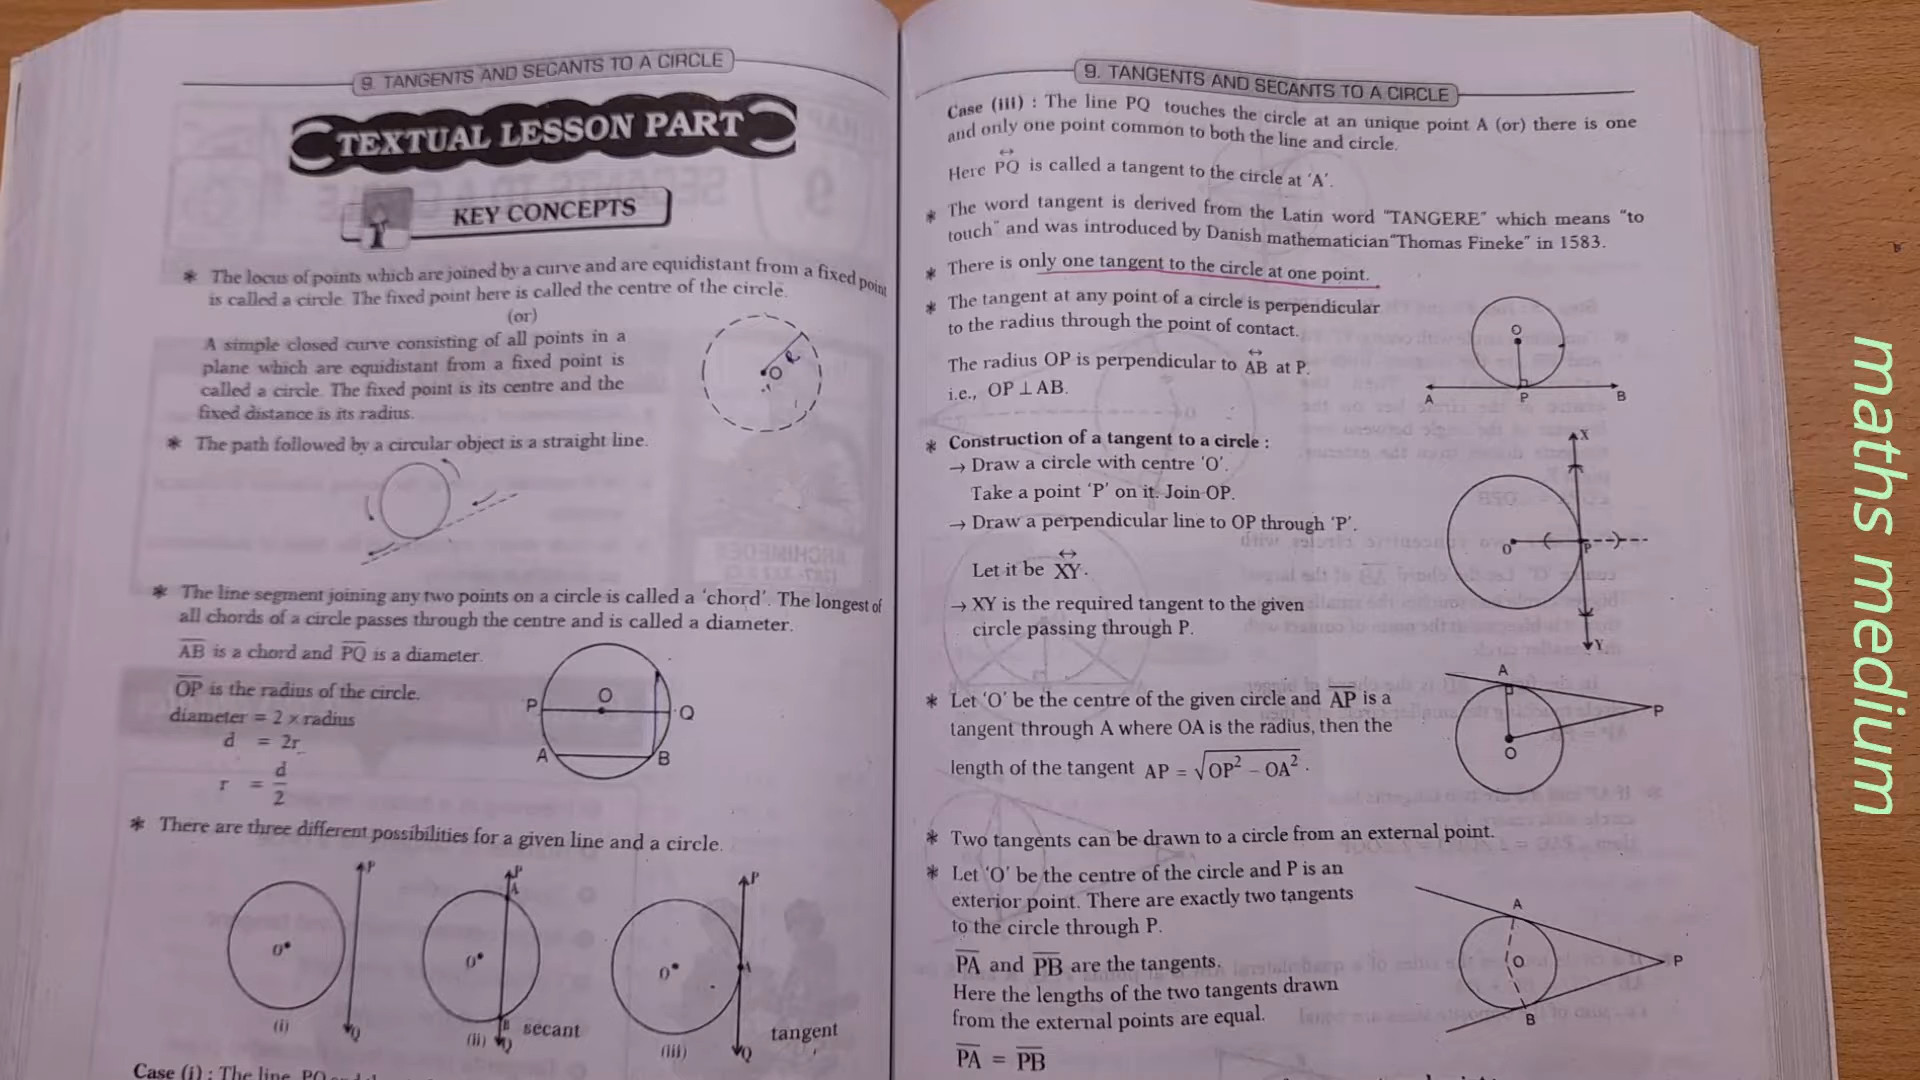 9. TANGENTS AND SECANTS TO A CIRCLE
TEXTUAL LESSON PART
KEY CONCEPTS
* The locus of points which are joined by a curve and are equidistant from a fixed point
is called a circle. The fixed point here is called the centre of the circle.
(or)
A simple closed curve consisting of all points in a
plane which are equidistant from a fixed point is
called a circle. The fixed point is its centre and the
fixed distance is its radius.
O
* The path followed by a circular object is a straight line.
* The line segment joining any two points on a circle is called a 'chord'. The longest of
all chords of a circle passes through the centre and is called a diameter.
A̅B̅ is a chord and P̅Q̅ is a diameter.
O̅P̅ is the radius of the circle.
diameter = 2 × radius
d = 2r
r = d/2
P O Q
A B
* There are three different possibilities for a given line and a circle.
O P Q (i)
O P A B Q (ii) secant
O P A Q (iii) tangent
Case (i) : The line PQ
9. TANGENTS AND SECANTS TO A CIRCLE
Case (iii) : The line PQ touches the circle at an unique point A (or) there is one
and only one point common to both the line and circle.
Here P͍Q is called a tangent to the circle at 'A'.
* The word tangent is derived from the Latin word "TANGERE" which means "to
touch" and was introduced by Danish mathematician "Thomas Fineke" in 1583.
* There is only one tangent to the circle at one point.
* The tangent at any point of a circle is perpendicular
to the radius through the point of contact.
The radius OP is perpendicular to ↔AB at P.
i.e., OP ⊥ AB.
O
A P B
* Construction of a tangent to a circle :
→ Draw a circle with centre 'O'.
Take a point 'P' on it. Join OP.
→ Draw a perpendicular line to OP through 'P'.
Let it be ↔XY.
→ XY is the required tangent to the given
circle passing through P.
X
O P
Y
* Let 'O' be the centre of the given circle and A̅P̅ is a
tangent through A where OA is the radius, then the
length of the tangent AP = √(OP² – OA²) .
A
P
O
* Two tangents can be drawn to a circle from an external point.
* Let 'O' be the centre of the circle and P is an
exterior point. There are exactly two tangents
to the circle through P.
P̅A̅ and P̅B̅ are the tangents.
Here the lengths of the two tangents drawn
from the external points are equal.
P̅A̅ = P̅B̅
A
O P
B
maths medium